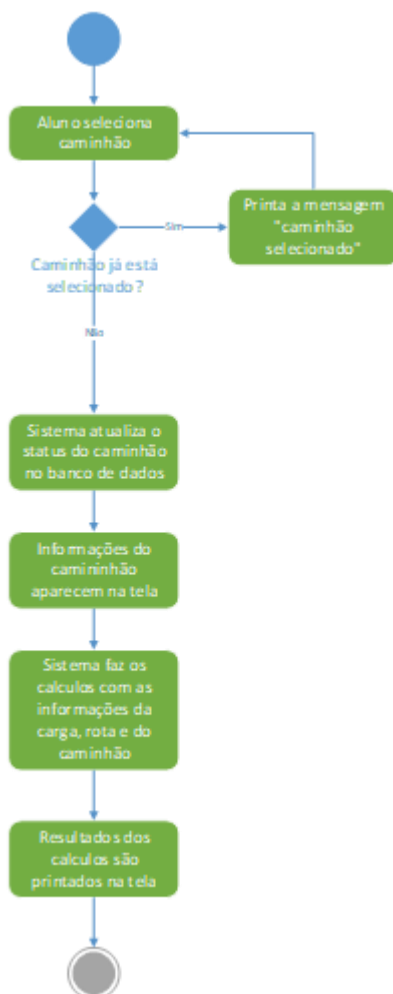 Aluno seleciona
caminhão
Sim
Printa a mensagem
"caminhão
selecionado"
Caminhão já está
selecionado?
Não
Sistema atualiza o
status do caminhão
no banco de dados
Informações do
camininhão
aparecem na tela
Sistema faz os
calculos com as
informações da
carga, rota e do
caminhão
Resultados dos
calculos são
printados na tela